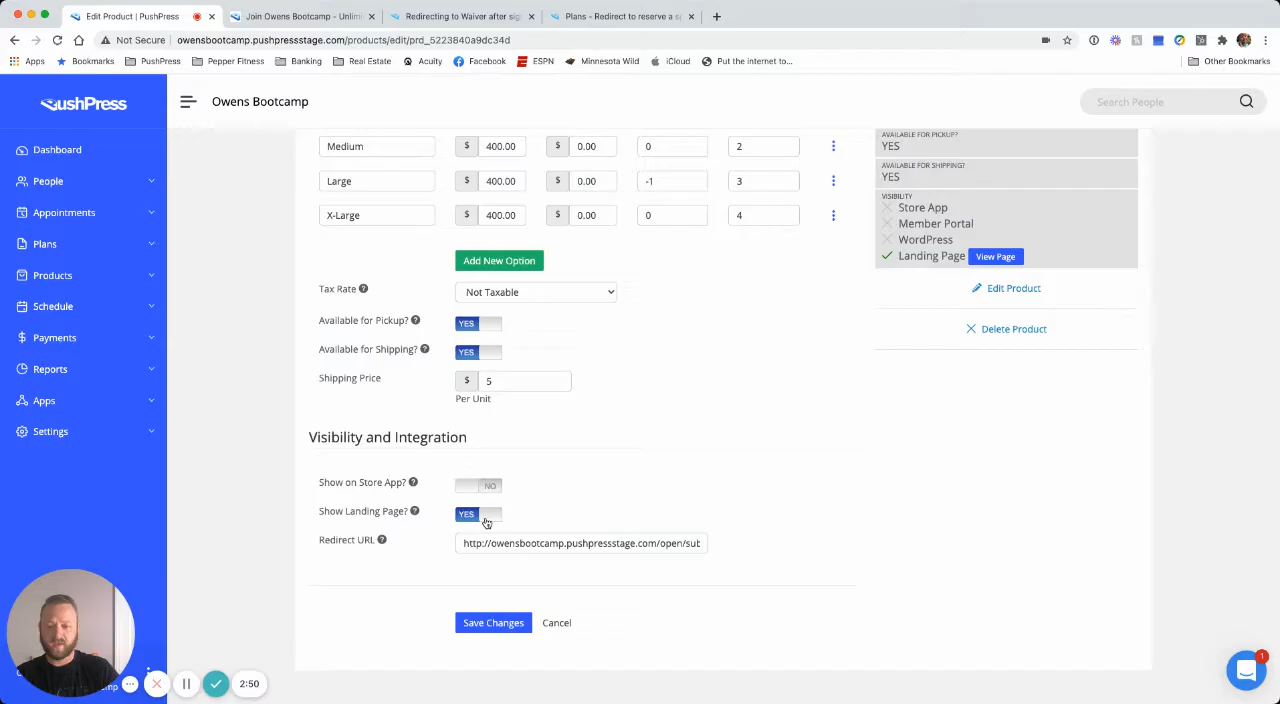 Edit Product | PushPress
Join Owens Bootcamp - Unlimi
Redirecting to Waiver after sig
Plans - Redirect to reserve a sp
Not Secure
owensbootcamp.pushpressstage.com/products/edit/prd_5223840a9dc34d
Apps
Bookmarks
PushPress
Pepper Fitness
Banking
Real Estate
Acuity
Facebook
ESPN
Minnesota Wild
iCloud
Put the internet to...
Other Bookmarks
PushPress
Owens Bootcamp
Search People
Dashboard
People
Appointments
Plans
Products
Schedule
Payments
Reports
Apps
Settings
Medium $ 400.00 $ 0.00 0 2
Large $ 400.00 $ 0.00 -1 3
X-Large $ 400.00 $ 0.00 0 4
Add New Option
Tax Rate Not Taxable
Available for Pickup? YES
Available for Shipping? YES
Shipping Price $ 5
Per Unit
Visibility and Integration
Show on Store App? NO
Show Landing Page? YES
Redirect URL http://owensbootcamp.pushpressstage.com/open/sub
Save Changes Cancel
AVAILABLE FOR PICKUP?
YES
AVAILABLE FOR SHIPPING?
YES
VISIBILITY
Store App
Member Portal
WordPress
Landing Page View Page
Edit Product
Delete Product
2:50
1